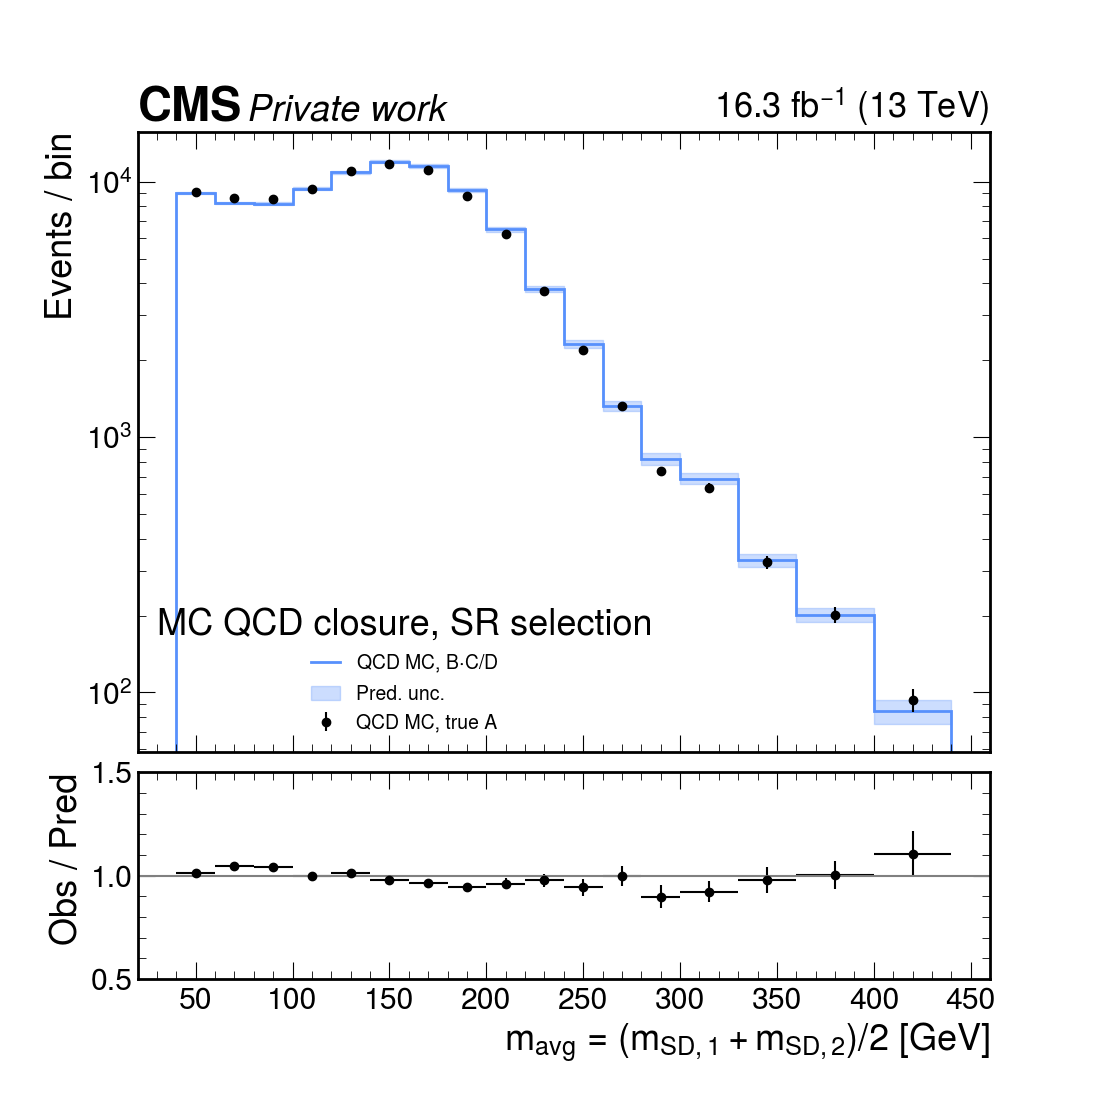 CMS Private work 16.3 fb⁻¹ (13 TeV)
Events / bin
10⁴
10³
10²
MC QCD closure, SR selection
QCD MC, B·C/D
Pred. unc.
QCD MC, true A
Obs / Pred
1.5
1.0
0.5
50 100 150 200 250 300 350 400 450
m_avg = (m_SD, 1 + m_SD, 2)/2 [GeV]